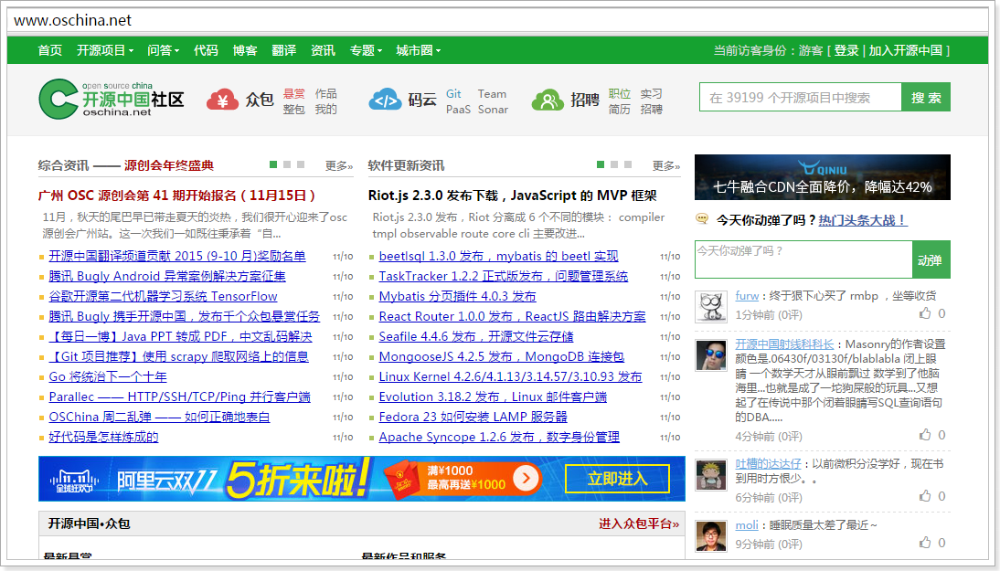 www.oschina.net
首页 开源项目 问答 代码 博客 翻译 资讯 专题 城市圈 当前访客身份：游客 [ 登录 | 加入开源中国 ]
open source china
开源中国社区
oschina.net
众包 悬赏 作品
整包 我的
码云 Git Team
PaaS Sonar
招聘 职位 实习
简历 招聘
在 39199 个开源项目中搜索 搜 索
综合资讯 —— 源创会年终盛典 更多»
广州 OSC 源创会第 41 期开始报名（11月15日）
11月，秋天的尾巴早已带走夏天的炎热，我们很开心迎来了osc
源创会广州站。这一次我们一如既往秉承着“自...
开源中国翻译频道贡献 2015 (9-10 月)奖励名单 11/10
腾讯 Bugly Android 异常案例解决方案征集 11/10
谷歌开源第二代机器学习系统 TensorFlow 11/10
腾讯 Bugly 携手开源中国，发布千个众包悬赏任务 11/10
【每日一博】Java PPT 转成 PDF，中文乱码解决 11/10
【Git 项目推荐】使用 scrapy 爬取网络上的信息 11/10
Go 将统治下一个十年 11/10
Parallec —— HTTP/SSH/TCP/Ping 并行客户端 11/10
OSChina 周二乱弹 —— 如何正确地表白 11/10
好代码是怎样炼成的 11/10
软件更新资讯 更多»
Riot.js 2.3.0 发布下载，JavaScript 的 MVP 框架
Riot.js 2.3.0 发布，Riot 分离成 6 个不同的模块： compiler
tmpl observable route core cli 主要改进...
beetlsql 1.3.0 发布，mybatis 的 beetl 实现 11/10
TaskTracker 1.2.2 正式版发布，问题管理系统 11/10
Mybatis 分页插件 4.0.3 发布 11/10
React Router 1.0.0 发布，ReactJS 路由解决方案 11/10
Seafile 4.4.6 发布，开源文件云存储 11/10
MongooseJS 4.2.5 发布，MongoDB 连接包 11/10
Linux Kernel 4.2.6/4.1.13/3.14.57/3.10.93 发布 11/10
Evolution 3.18.2 发布，Linux 邮件客户端 11/10
Fedora 23 如何安装 LAMP 服务器 11/10
Apache Syncope 1.2.6 发布，数字身份管理 11/10
全球狂欢节 阿里云双11 5折来啦! 满¥1000
最高再送¥1000 立即进入
开源中国•众包 进入众包平台»
最新悬赏 最新作品和服务
QINIU
七牛融合CDN全面降价，降幅达42%
今天你动弹了吗？热门头条大战！
今天你动弹了吗？ 动弹
furw：终于狠下心买了 rmbp ，坐等收货
1分钟前 (0评) 0
开源中国射线科科长：Masonry的作者设置
颜色是.06430f/03130f/blablabla 闭上眼
睛 一个数学天才从眼前飘过 数学到了他脑
海里...也就是成了一坨狗屎般的玩具...又想
起了在传说中那个闭着眼睛写SQL查询语句
的DBA.....
4分钟前 (0评) 0
吐槽的达达仔：以前微积分没学好，现在书
到用时方恨少。。
6分钟前 (0评) 0
moli：睡眠质量太差了最近～
9分钟前 (0评) 0